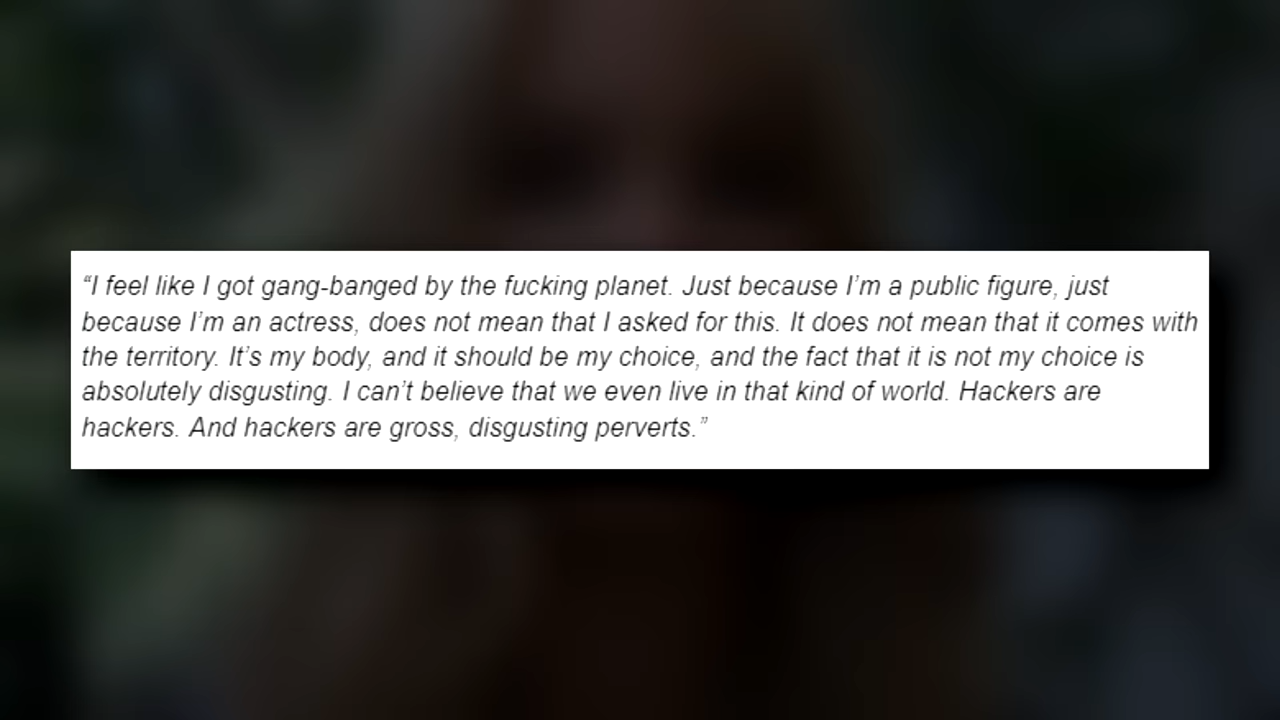 “I feel like I got gang-banged by the fucking planet. Just because I’m a public figure, just
because I’m an actress, does not mean that I asked for this. It does not mean that it comes with
the territory. It’s my body, and it should be my choice, and the fact that it is not my choice is
absolutely disgusting. I can’t believe that we even live in that kind of world. Hackers are
hackers. And hackers are gross, disgusting perverts.”